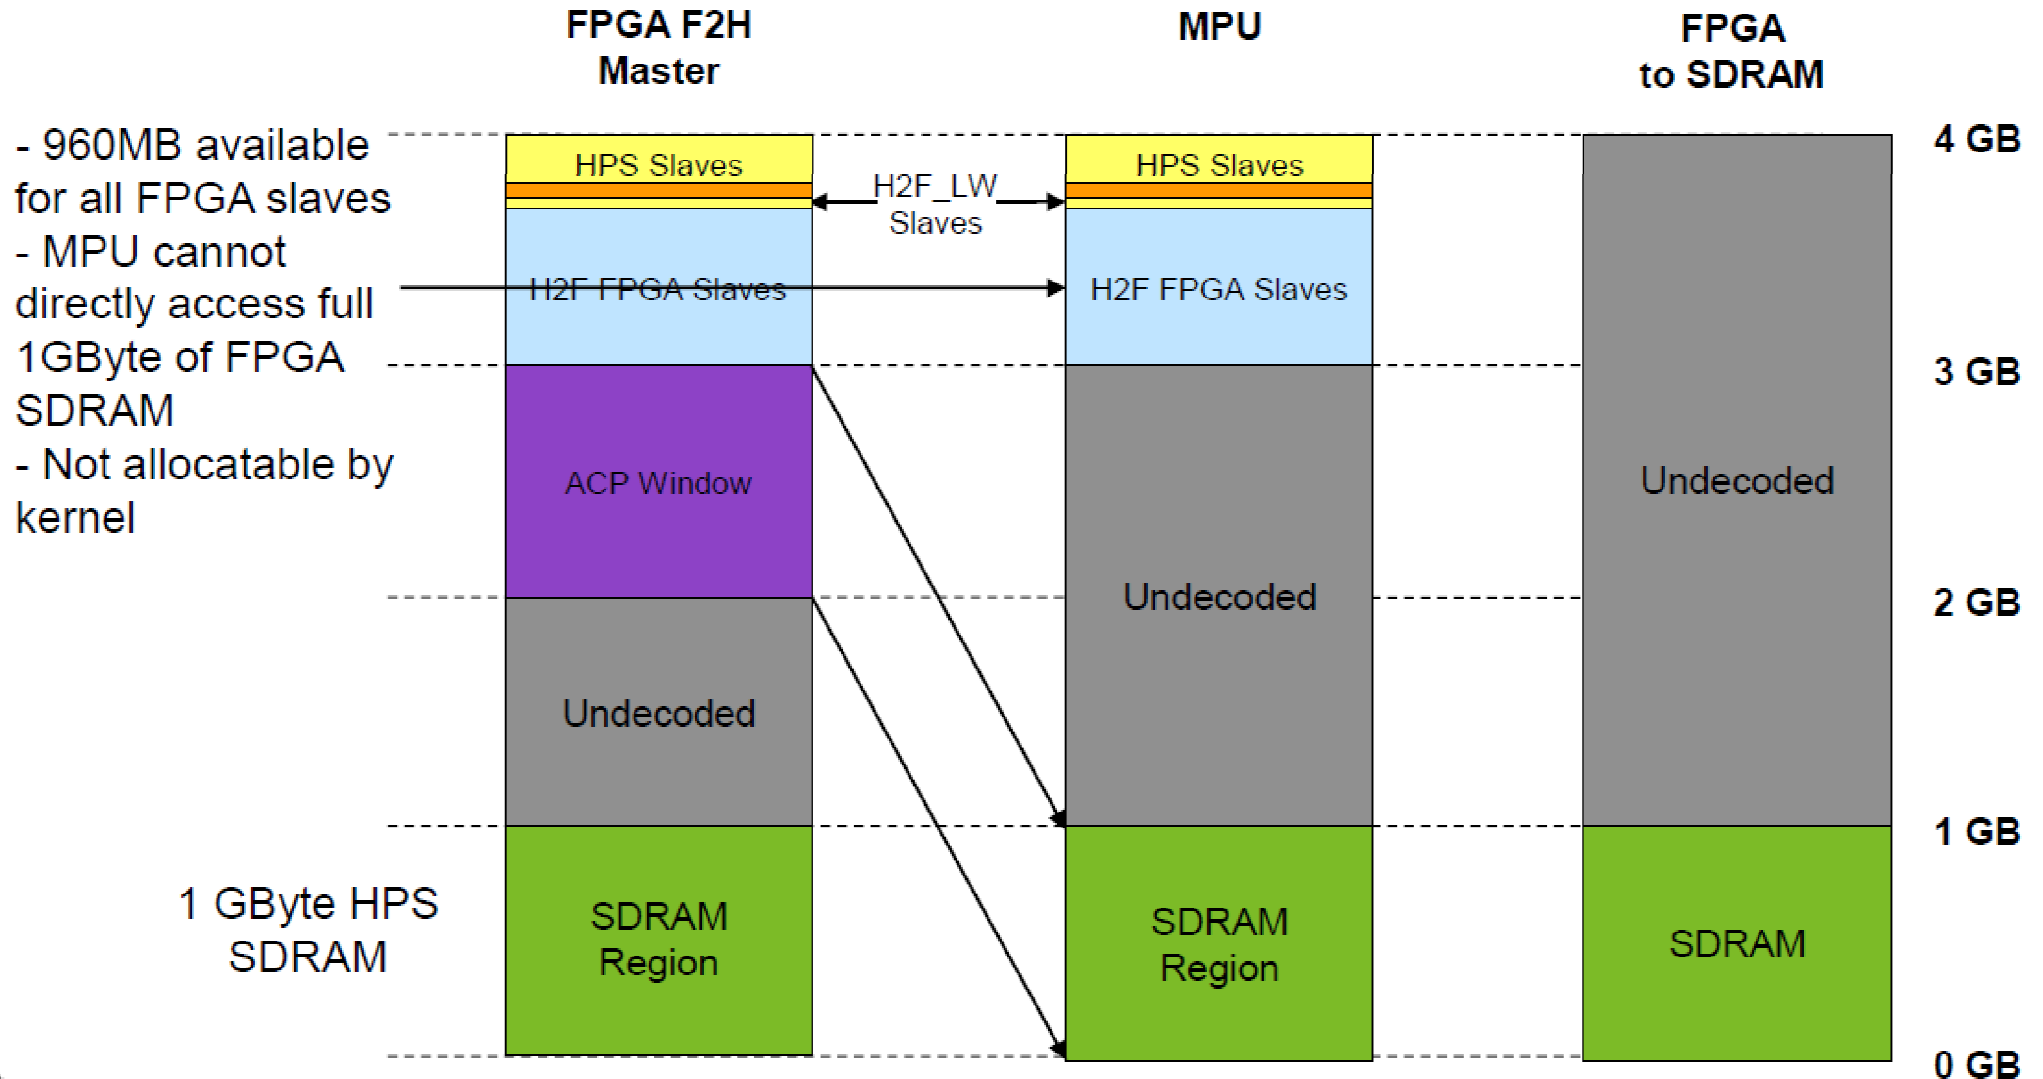 FPGA F2H
Master
MPU
FPGA
to SDRAM
- 960MB available
for all FPGA slaves
- MPU cannot
directly access full
1GByte of FPGA
SDRAM
- Not allocatable by
kernel
1 GByte HPS
SDRAM
HPS Slaves
H2F FPGA Slaves
ACP Window
Undecoded
SDRAM
Region
H2F_LW
Slaves
HPS Slaves
H2F FPGA Slaves
Undecoded
SDRAM
Region
Undecoded
SDRAM
4 GB
3 GB
2 GB
1 GB
0 GB